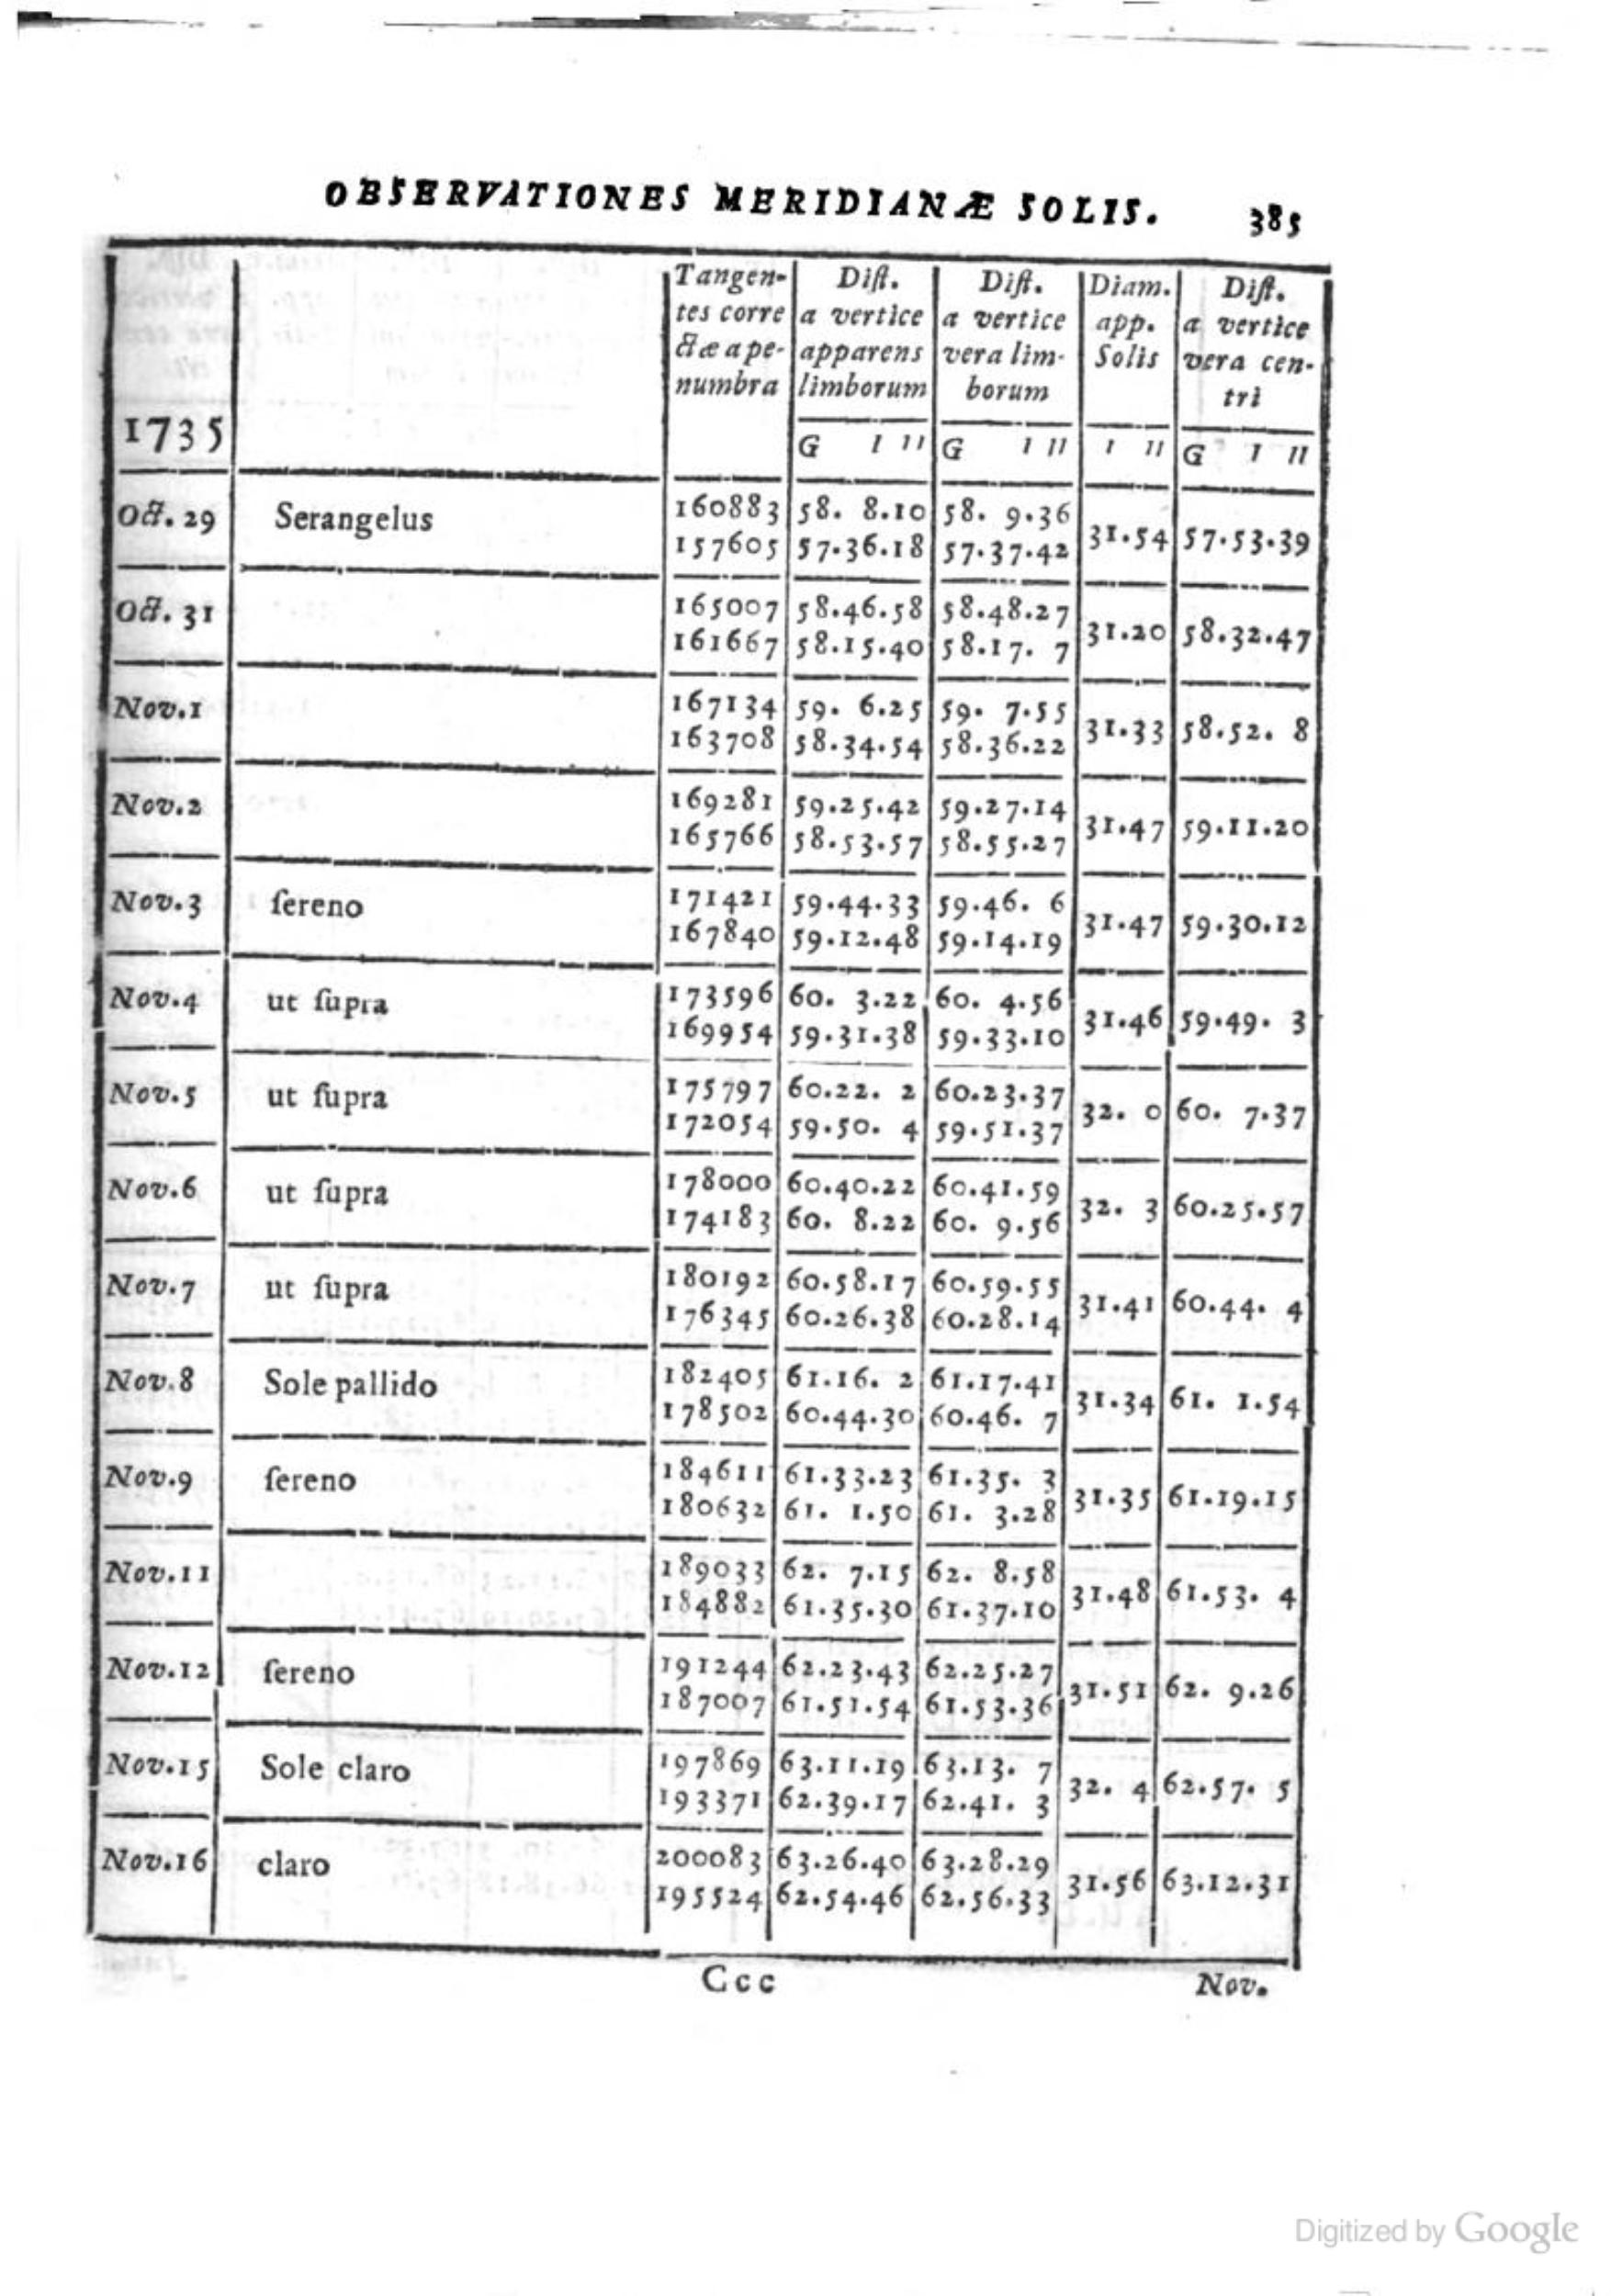 OBSERVATIONES MERIDIANÆ SOLIS. 385
1735
Tangen- tes corre ctæ a pe- numbra
Dist. a vertice apparens limborum
Dist. a vertice vera lim- borum
Diam. app. Solis
Dist. a vertice vera cen- tri
G I II G I II I II G I II
Oct. 29 Serangelus 160883 58. 8.10 58. 9.36
157605 57.36.18 57.37.42 31.54 57.53.39
Oct. 31 165007 58.46.58 58.48.27
161667 58.15.40 58.17. 7 31.20 58.32.47
Nov.1 167134 59. 6.25 59. 7.55
163708 58.34.54 58.36.22 31.33 58.52. 8
Nov.2 169281 59.25.42 59.27.14
165766 58.53.57 58.55.27 31.47 59.11.20
Nov.3 ſereno 171421 59.44.33 59.46. 6
167840 59.12.48 59.14.19 31.47 59.30.12
Nov.4 ut ſupra 173596 60. 3.22 60. 4.56
169954 59.31.38 59.33.10 31.46 59.49. 3
Nov.5 ut ſupra 175797 60.22. 2 60.23.37
172054 59.50. 4 59.51.37 32. 0 60. 7.37
Nov.6 ut ſupra 178000 60.40.22 60.41.59
174183 60. 8.22 60. 9.56 32. 3 60.25.57
Nov.7 ut ſupra 180192 60.58.17 60.59.55
176345 60.26.38 60.28.14 31.41 60.44. 4
Nov.8 Sole pallido 182405 61.16. 2 61.17.41
178502 60.44.30 60.46. 7 31.34 61. 1.54
Nov.9 ſereno 184611 61.33.23 61.35. 3
180632 61. 1.50 61. 3.28 31.35 61.19.15
Nov.11 189033 62. 7.15 62. 8.58
184882 61.35.30 61.37.10 31.48 61.53. 4
Nov.12 ſereno 191244 62.23.43 62.25.27
187007 61.51.54 61.53.36 31.51 62. 9.26
Nov.15 Sole claro 197869 63.11.19 63.13. 7
193371 62.39.17 62.41. 3 32. 4 62.57. 5
Nov.16 claro 200083 63.26.40 63.28.29
195524 62.54.46 62.56.33 31.56 63.12.31
Ccc Nov.
Digitized by Google